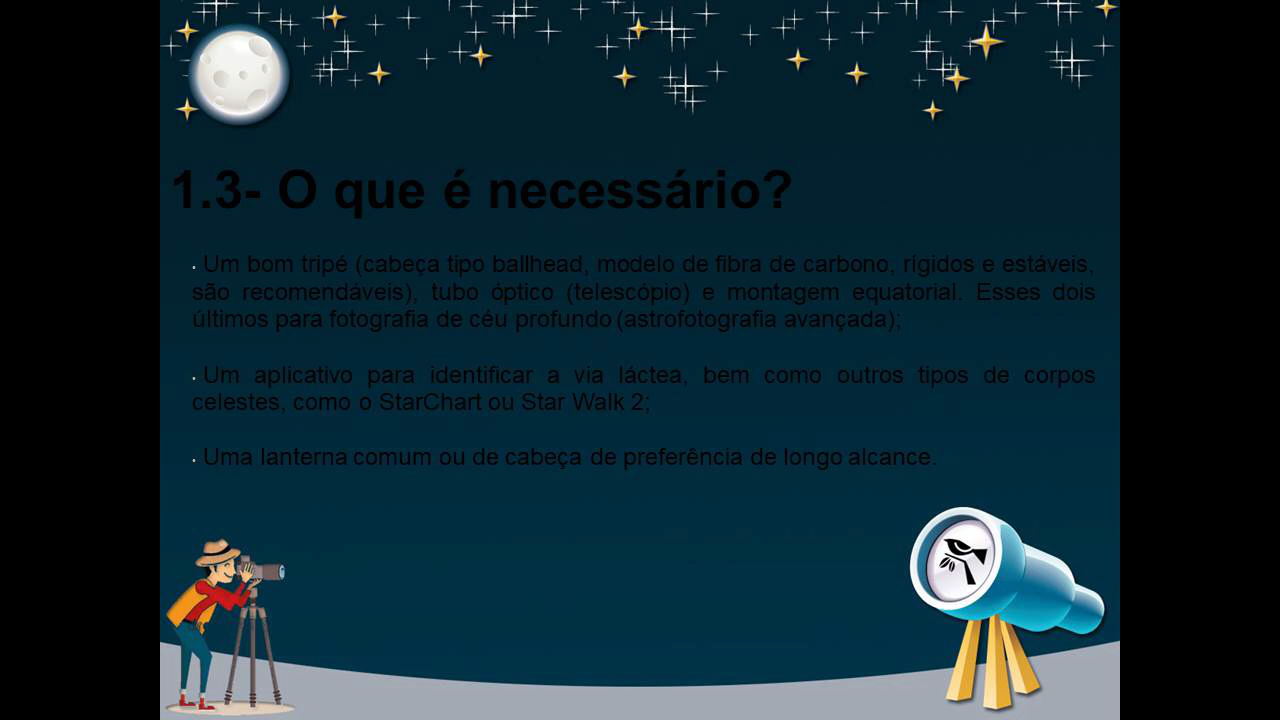 1.3- O que é necessário?
• Um bom tripé (cabeça tipo ballhead, modelo de fibra de carbono, rígidos e estáveis,
são recomendáveis), tubo óptico (telescópio) e montagem equatorial. Esses dois
últimos para fotografia de céu profundo (astrofotografia avançada);
• Um aplicativo para identificar a via láctea, bem como outros tipos de corpos
celestes, como o StarChart ou Star Walk 2;
• Uma lanterna comum ou de cabeça de preferência de longo alcance.